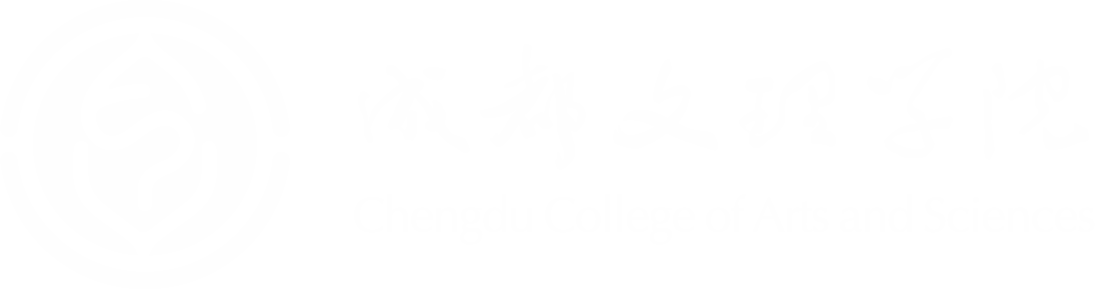 成都文理学院
Chengdu College of Arts and Sciences